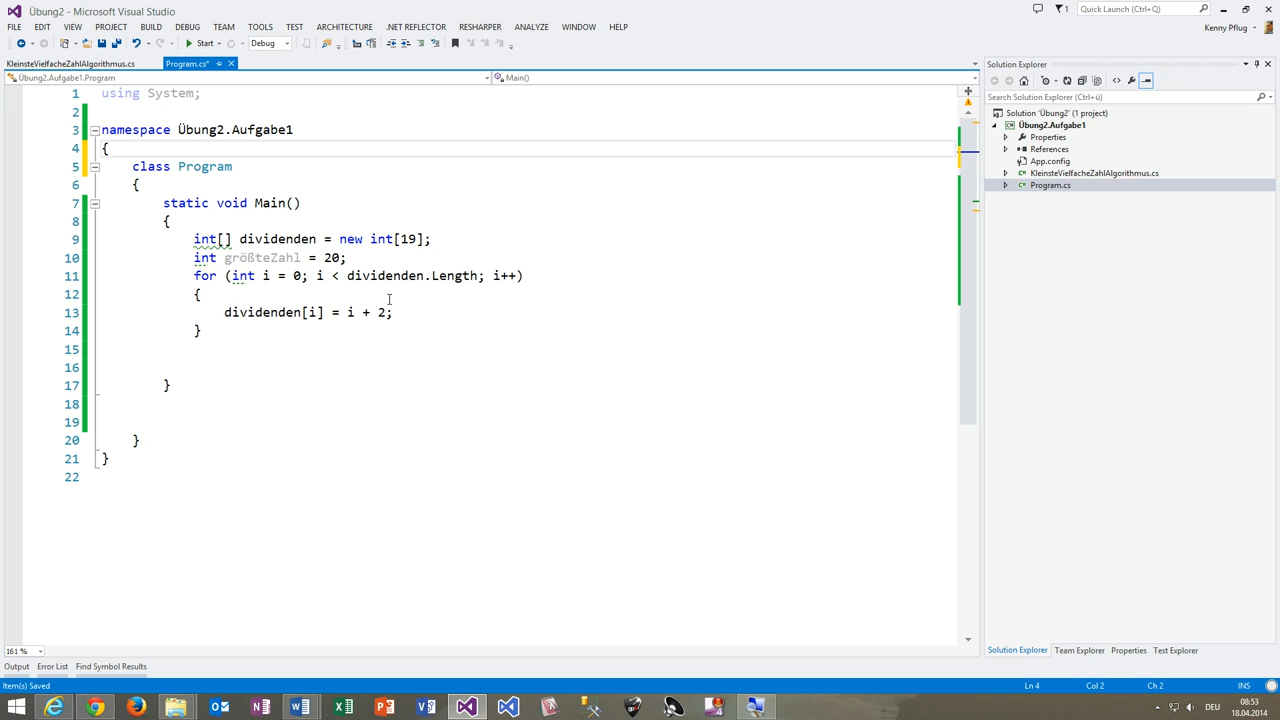 Übung2 - Microsoft Visual Studio
1
Quick Launch (Ctrl+Q)
FILE EDIT VIEW PROJECT BUILD DEBUG TEAM TOOLS TEST ARCHITECTURE .NET REFLECTOR RESHARPER ANALYZE WINDOW HELP
Kenny Pflug
Start Debug
KleinsteVielfacheZahlAlgorithmus.cs Program.cs*
Solution Explorer
Übung2.Aufgabe1.Program Main()
1 using System;
2
3 namespace Übung2.Aufgabe1
4 {
5 class Program
6 {
7 static void Main()
8 {
9 int[] dividenden = new int[19];
10 int größteZahl = 20;
11 for (int i = 0; i < dividenden.Length; i++)
12 {
13 dividenden[i] = i + 2;
14 }
15
16
17 }
18
19
20 }
21 }
22
Search Solution Explorer (Ctrl+ü)
Solution 'Übung2' (1 project)
Übung2.Aufgabe1
Properties
References
App.config
KleinsteVielfacheZahlAlgorithmus.cs
Program.cs
161 %
Solution Explorer Team Explorer Properties Test Explorer
Output Error List Find Symbol Results
Item(s) Saved Ln 4 Col 2 Ch 2 INS
DEU
08:53
18.04.2014